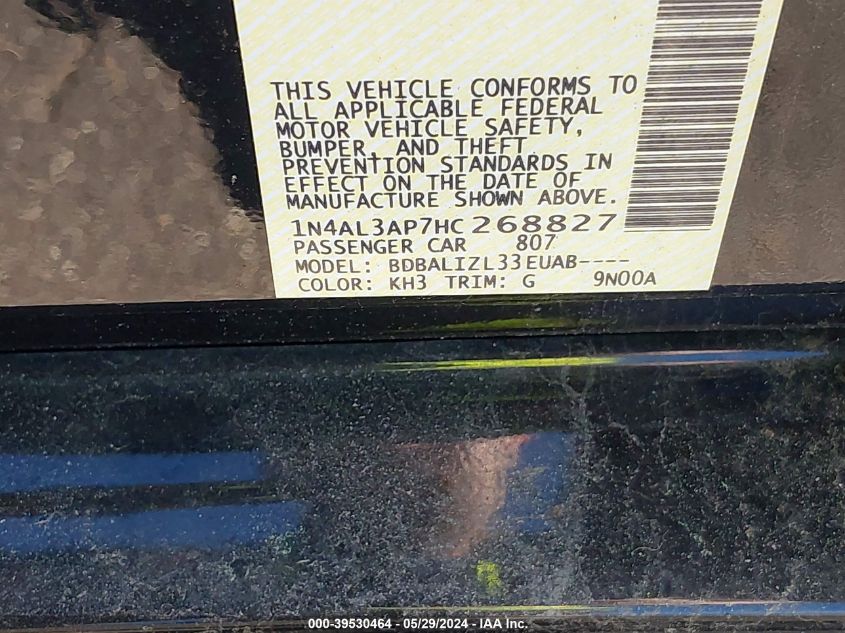 THIS VEHICLE CONFORMS TO
ALL APPLICABLE FEDERAL
MOTOR VEHICLE SAFETY,
BUMPER, AND THEFT
PREVENTION STANDARDS IN
EFFECT ON THE DATE OF
MANUFACTURE SHOWN ABOVE.
1N4AL3AP7HC268827
PASSENGER CAR 807
MODEL: BDBALIZL33EUAB----
COLOR: KH3 TRIM: G 9N00A
000-39530464 - 05/29/2024 - IAA Inc.